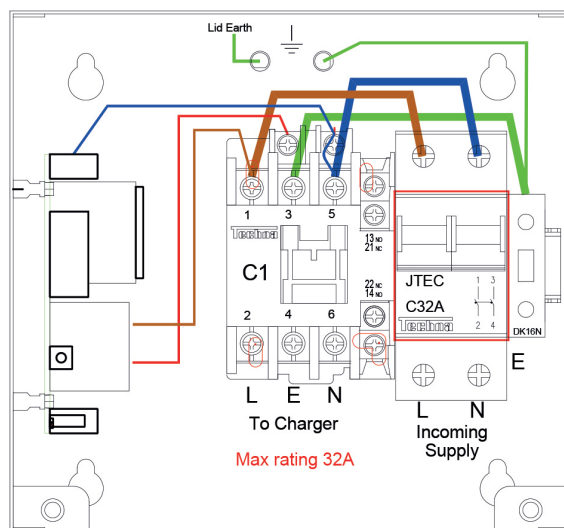 Lid Earth
1 3 5
Techna
13 NO
21 NC
C1
22 NC
14 NO
2 4 6
L E N
To Charger
Max rating 32A
JTEC
1 3
C32A
Techna
2 4
DK16N
E
L N
Incoming
Supply